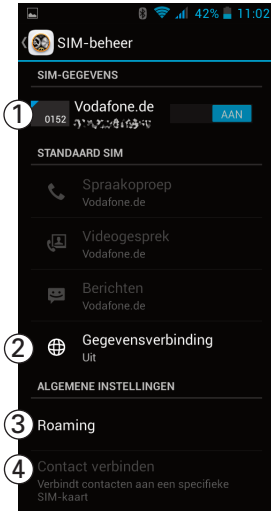 42% 11:02
SIM-beheer
SIM-GEGEVENS
1 0152 Vodafone.de AAN
STANDAARD SIM
Spraakoproep
Vodafone.de
Videogesprek
Vodafone.de
Berichten
Vodafone.de
2 Gegevensverbinding
Uit
ALGEMENE INSTELLINGEN
3 Roaming
4 Contact verbinden
Verbindt contacten aan een specifieke
SIM-kaart